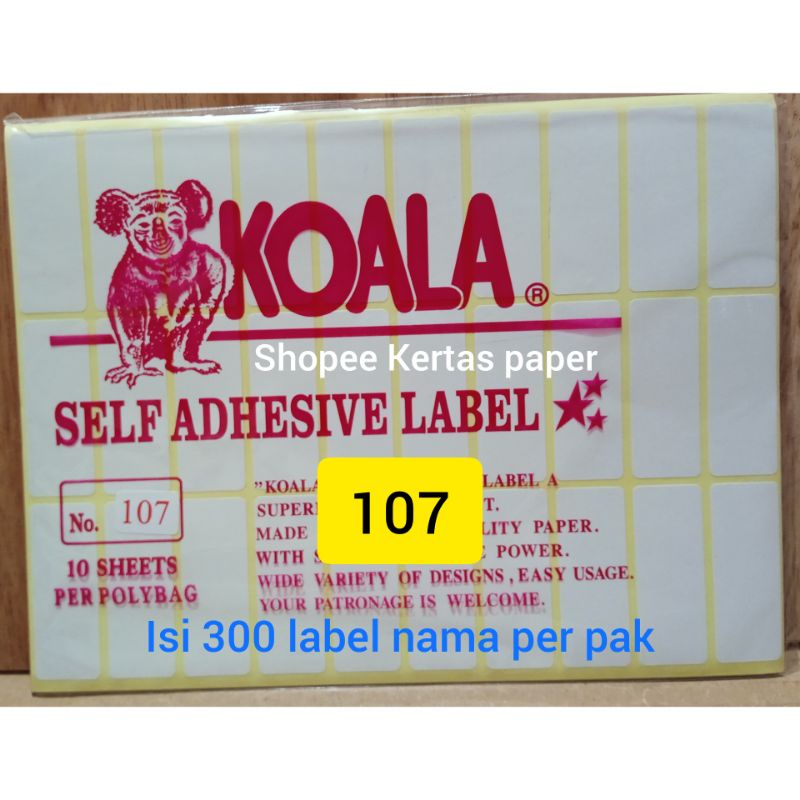 KOALA ®
Shopee Kertas paper
SELF ADHESIVE LABEL
No. 107
10 SHEETS
PER POLYBAG
"KOALA LABEL A
SUPER T.
MADE LITY PAPER.
WITH S POWER.
WIDE VARIETY OF DESIGNS, EASY USAGE.
YOUR PATRONAGE IS WELCOME.
107
Isi 300 label nama per pak